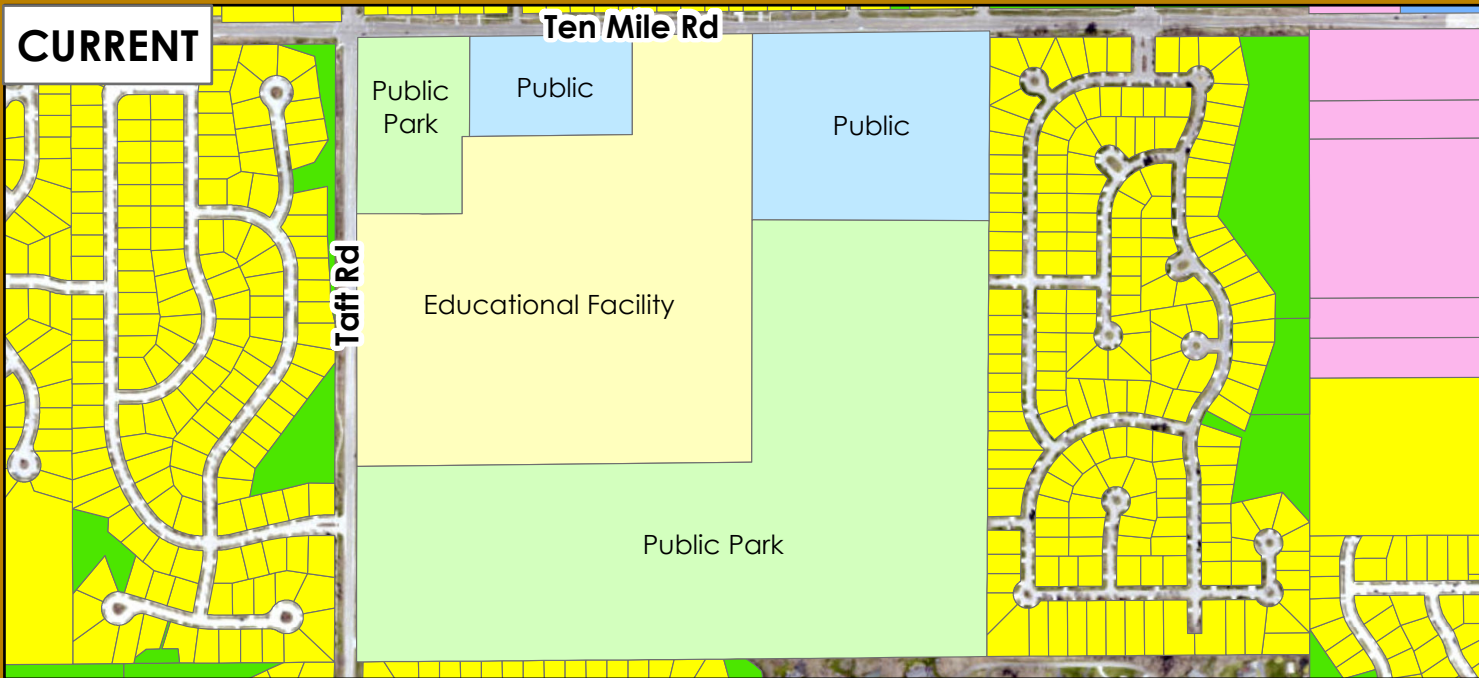 CURRENT
Ten Mile Rd
Public
Park
Public
Public
Taft Rd
Educational Facility
Public Park